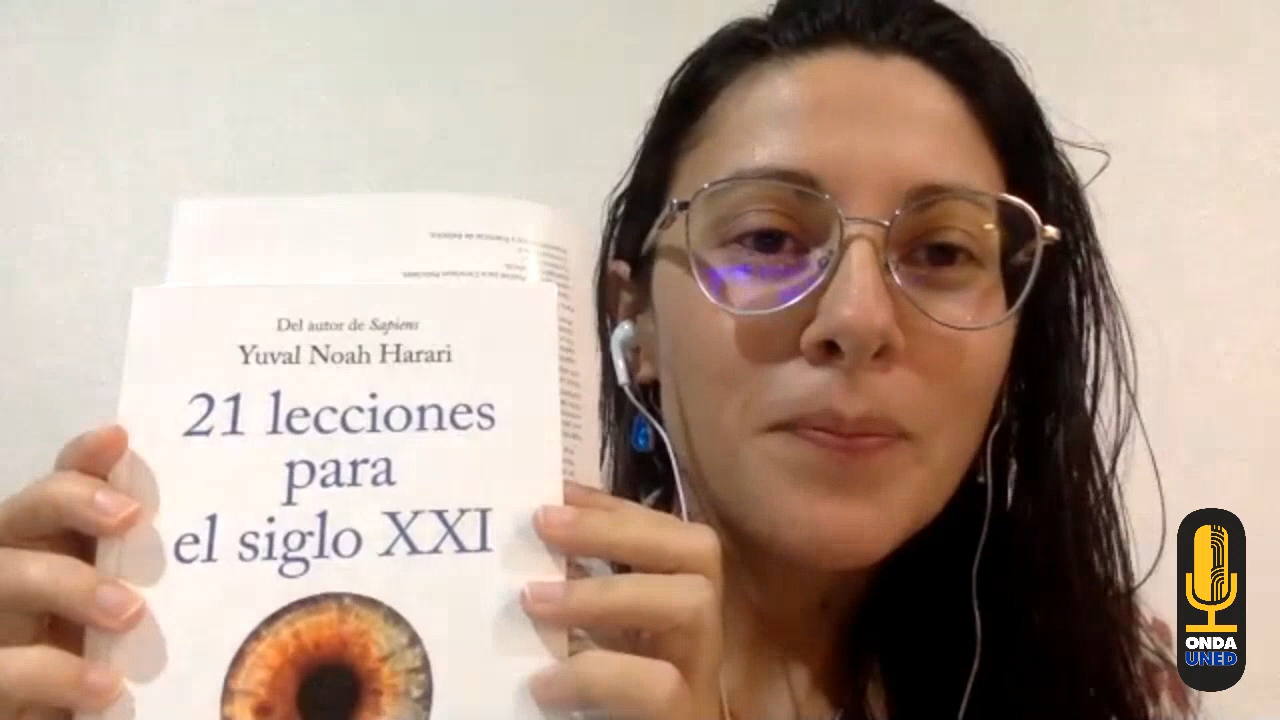 Del autor de Sapiens
Yuval Noah Harari
21 lecciones
para
el siglo XXI
ONDA
UNED